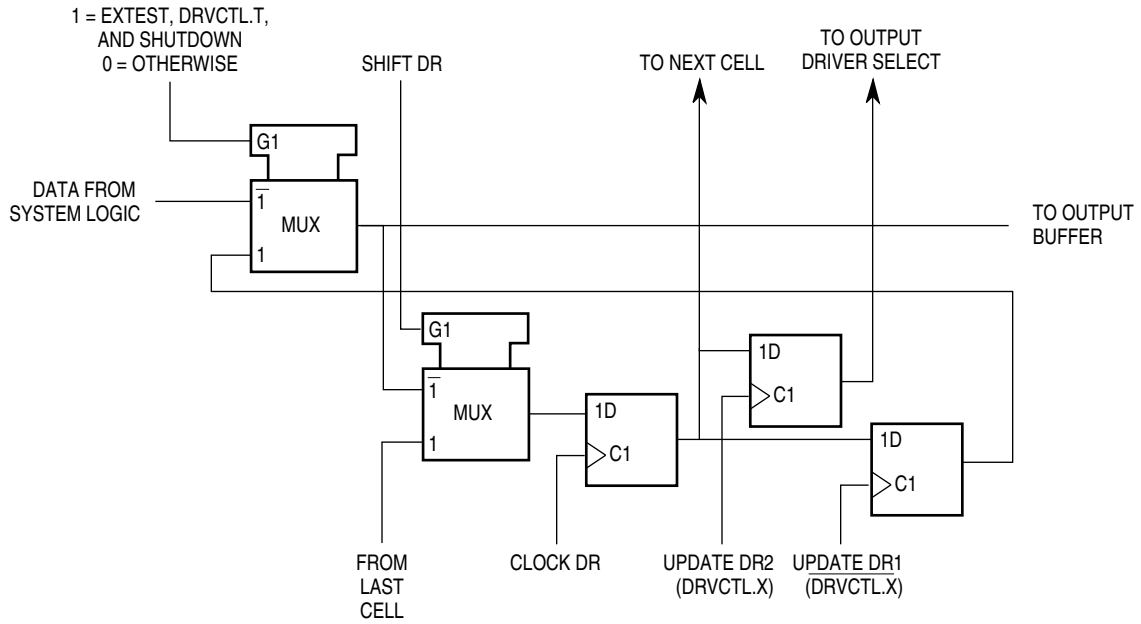 1 = EXTEST, DRVCTL.T,
AND SHUTDOWN
0 = OTHERWISE
SHIFT DR
TO NEXT CELL
TO OUTPUT
DRIVER SELECT
G1
DATA FROM
SYSTEM LOGIC
1
MUX
1
TO OUTPUT
BUFFER
G1
1
MUX
1
1D
C1
1D
C1
1D
C1
FROM
LAST
CELL
CLOCK DR
UPDATE DR2
(DRVCTL.X)
UPDATE DR1
(DRVCTL.X)